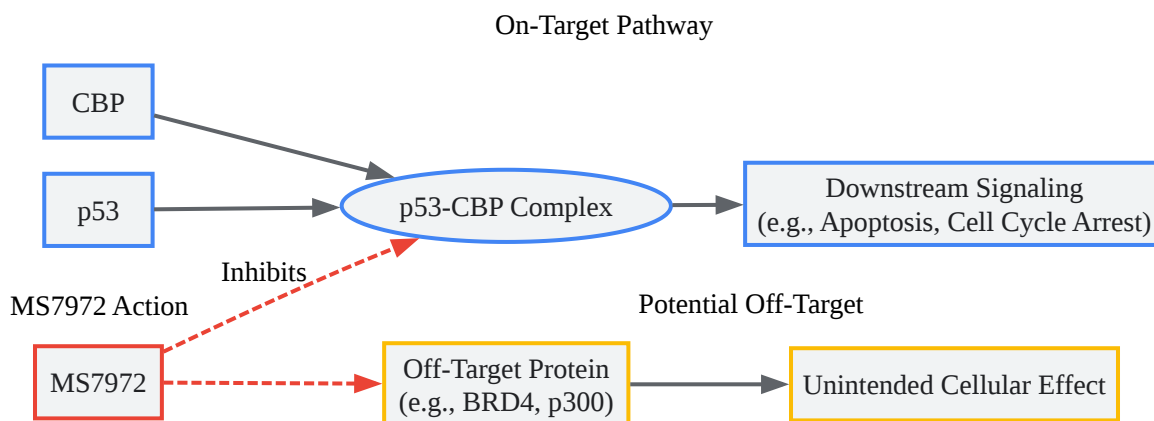 On-Target Pathway
CBP
p53
p53-CBP Complex
Downstream Signaling
(e.g., Apoptosis, Cell Cycle Arrest)
Inhibits
MS7972 Action
Potential Off-Target
MS7972
Off-Target Protein
(e.g., BRD4, p300)
Unintended Cellular Effect